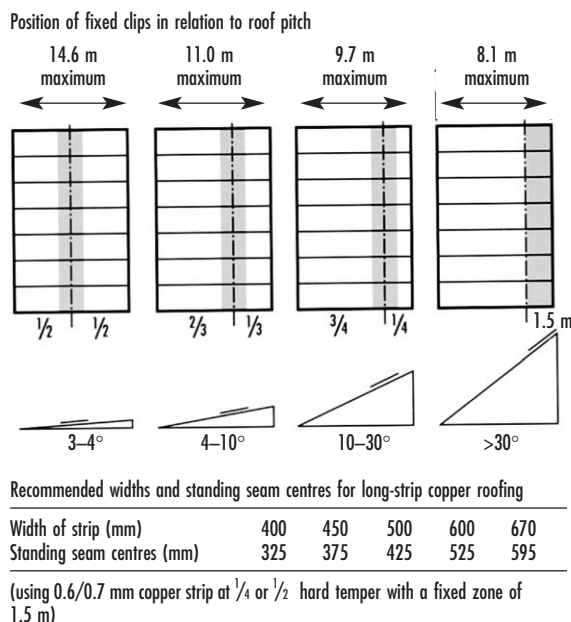 Position of fixed clips in relation to roof pitch
14.6 m maximum 11.0 m maximum 9.7 m maximum 8.1 m maximum
½ ½ ⅔ ⅓ ¾ ¼ 1.5 m
3–4° 4–10° 10–30° >30°
Recommended widths and standing seam centres for long-strip copper roofing
Width of strip (mm) 400 450 500 600 670
Standing seam centres (mm) 325 375 425 525 595
(using 0.6/0.7 mm copper strip at ¼ or ½ hard temper with a fixed zone of
1.5 m)